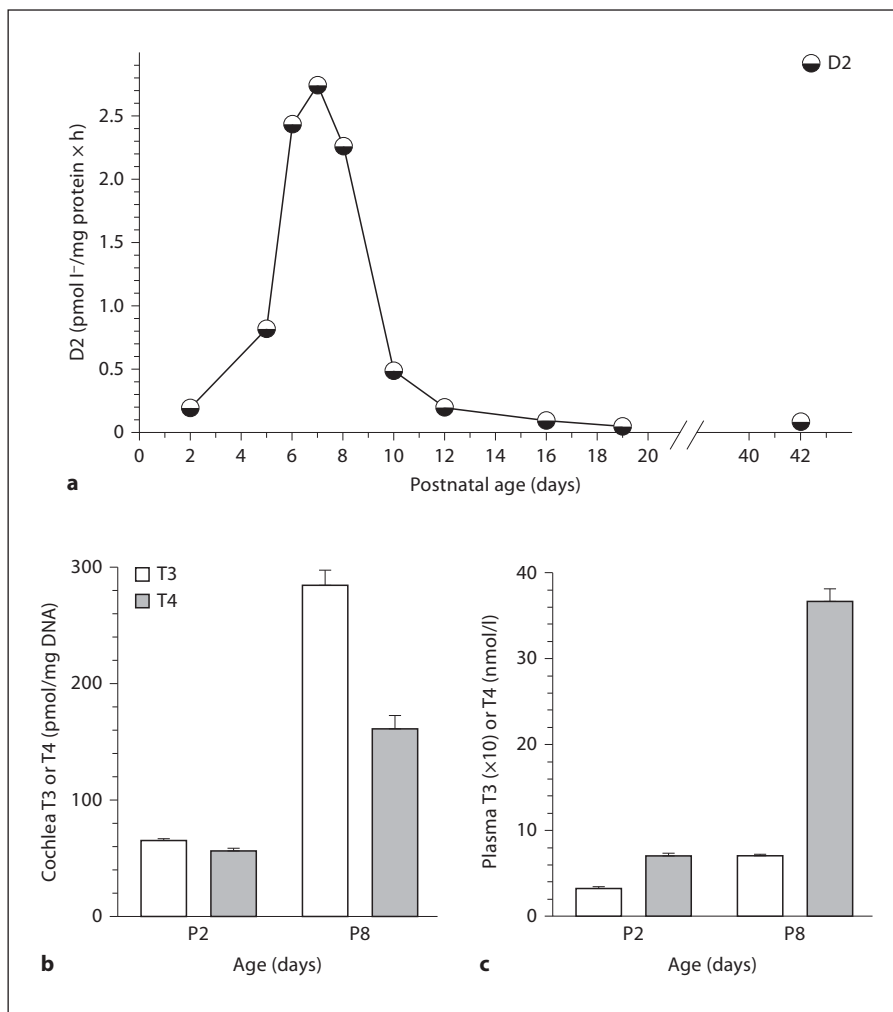 D2
D2 (pmol I⁻/mg protein × h)
2.5
2.0
1.5
1.0
0.5
0
0 2 4 6 8 10 12 14 16 18 20 40 42
Postnatal age (days)
a
T3
T4
Cochlea T3 or T4 (pmol/mg DNA)
300
200
100
0
P2 P8
Age (days)
b
Plasma T3 (×10) or T4 (nmol/l)
40
30
20
10
0
P2 P8
Age (days)
c